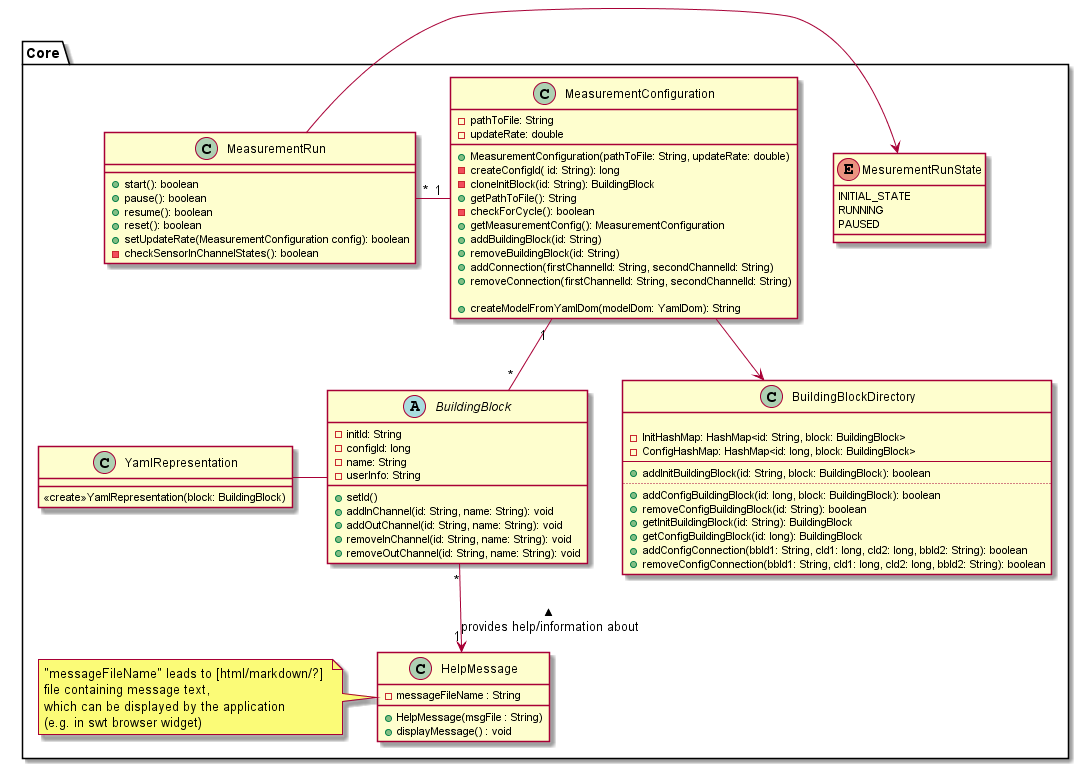 Core
C MeasurementConfiguration
pathToFile: String
updateRate: double
MeasurementConfiguration(pathToFile: String, updateRate: double)
createConfigId( id: String): long
cloneInitBlock(id: String): BuildingBlock
getPathToFile(): String
checkForCycle(): boolean
getMeasurementConfig(): MeasurementConfiguration
addBuildingBlock(id: String)
removeBuildingBlock(id: String)
addConnection(firstChannelId: String, secondChannelId: String)
removeConnection(firstChannelId: String, secondChannelId: String)
createModelFromYamlDom(modelDom: YamlDom): String
C MeasurementRun
start(): boolean
pause(): boolean
resume(): boolean
reset(): boolean
setUpdateRate(MeasurementConfiguration config): boolean
checkSensorInChannelStates(): boolean
* 1
E MesurementRunState
INITIAL_STATE
RUNNING
PAUSED
1
*
A BuildingBlock
initId: String
configId: long
name: String
userInfo: String
setId()
addInChannel(id: String, name: String): void
addOutChannel(id: String, name: String): void
removeInChannel(id: String, name: String): void
removeOutChannel(id: String, name: String): void
C BuildingBlockDirectory
InitHashMap: HashMap<id: String, block: BuildingBlock>
ConfigHashMap: HashMap<id: long, block: BuildingBlock>
addInitBuildingBlock(id: String, block: BuildingBlock): boolean
addConfigBuildingBlock(id: long, block: BuildingBlock): boolean
removeConfigBuildingBlock(id: String): boolean
getInitBuildingBlock(id: String): BuildingBlock
getConfigBuildingBlock(id: long): BuildingBlock
addConfigConnection(bbId1: String, cId1: long, cId2: long, bbId2: String): boolean
removeConfigConnection(bbId1: String, cId1: long, cId2: long, bbId2: String): boolean
C YamlRepresentation
«create»YamlRepresentation(block: BuildingBlock)
*
1
provides help/information about
C HelpMessage
messageFileName : String
HelpMessage(msgFile : String)
displayMessage() : void
"messageFileName" leads to [html/markdown/?]
file containing message text,
which can be displayed by the application
(e.g. in swt browser widget)